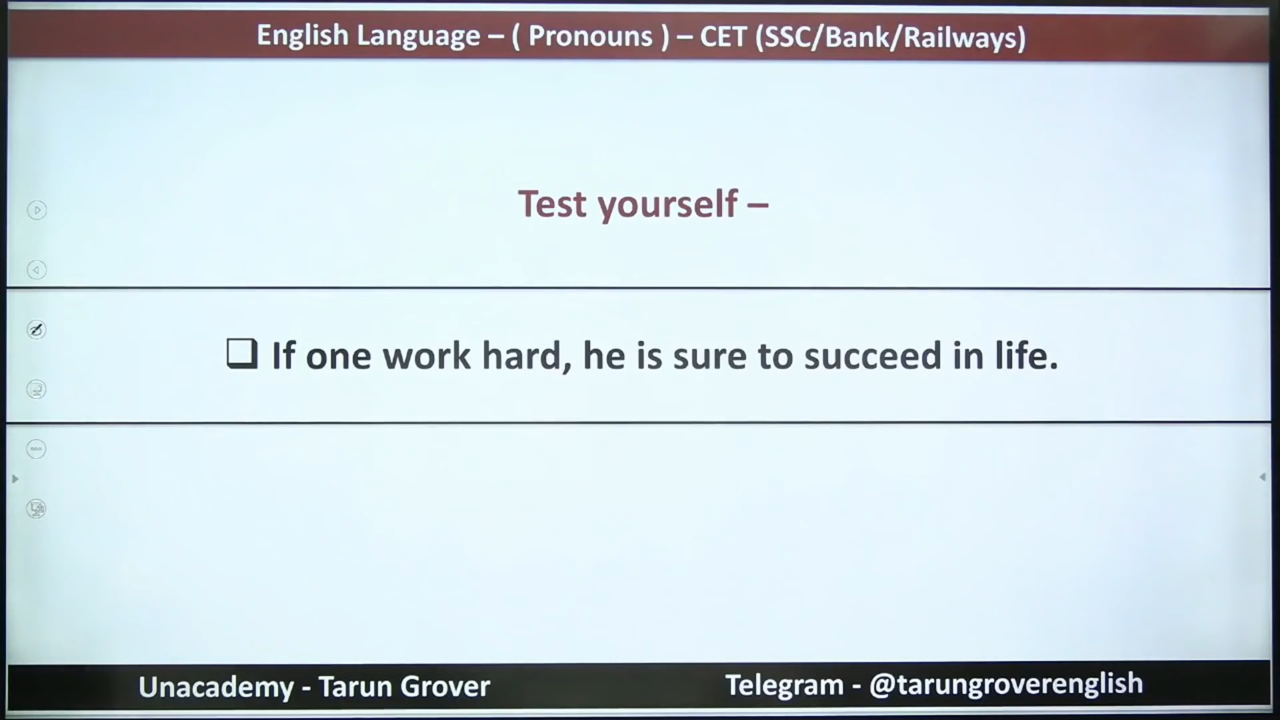 English Language – ( Pronouns ) – CET (SSC/Bank/Railways)
Test yourself –
❑ If one work hard, he is sure to succeed in life.
Unacademy - Tarun Grover
Telegram - @tarungroverenglish